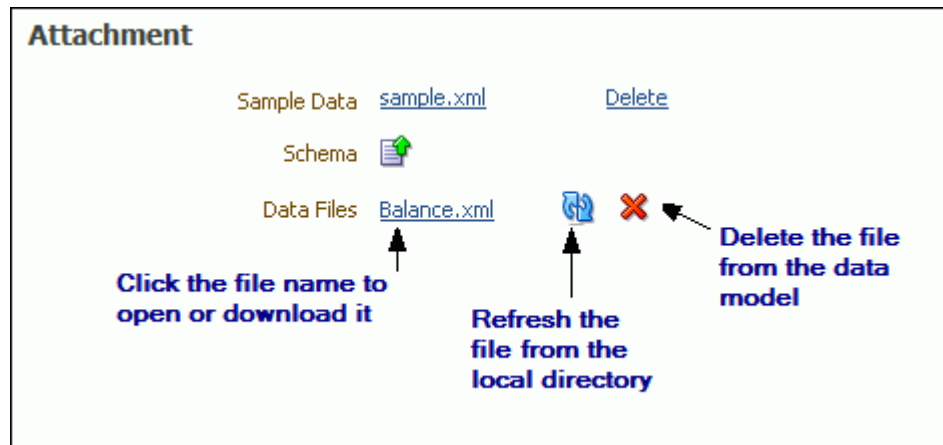 Attachment
Sample Data sample.xml Delete
Schema
Data Files Balance.xml
Click the file name to
open or download it
Refresh the
file from the
local directory
Delete the file
from the data
model